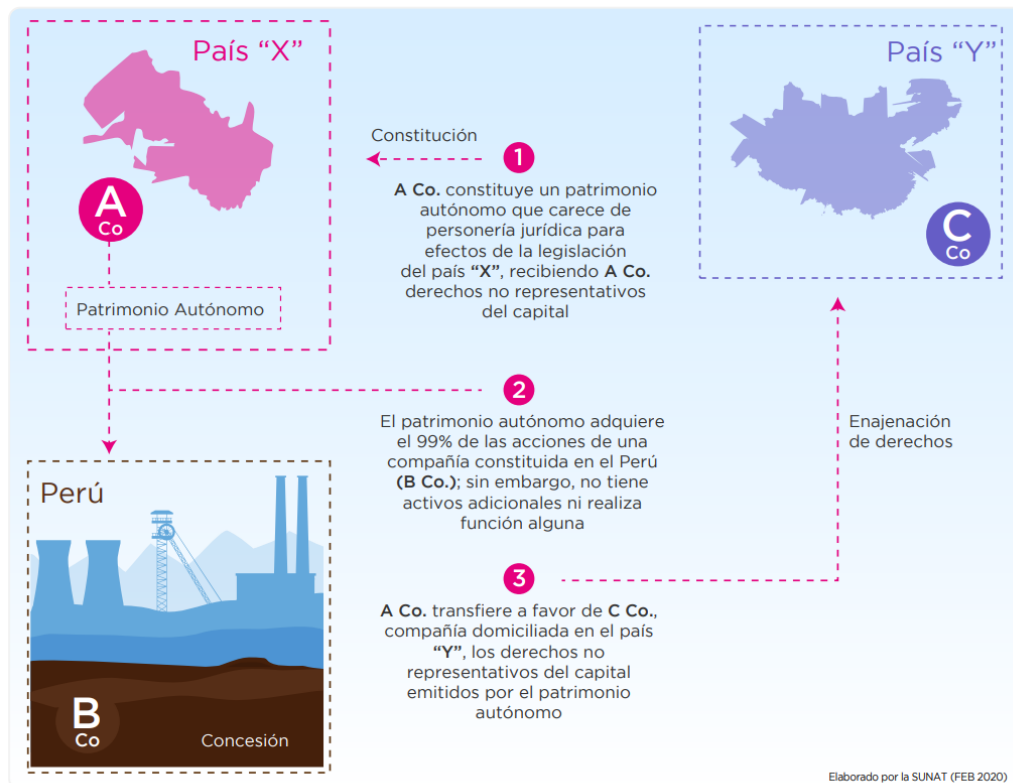 País “X”
A
Co
Patrimonio Autónomo
Constitución
1
A Co. constituye un patrimonio
autónomo que carece de
personería jurídica para
efectos de la legislación
del país “X”, recibiendo A Co.
derechos no representativos
del capital
País “Y”
C
Co
2
El patrimonio autónomo adquiere
el 99% de las acciones de una
compañía constituida en el Perú
(B Co.); sin embargo, no tiene
activos adicionales ni realiza
función alguna
Enajenación
de derechos
Perú
B
Co
Concesión
3
A Co. transfiere a favor de C Co.,
compañía domiciliada en el país
“Y”, los derechos no
representativos del capital
emitidos por el patrimonio
autónomo
Elaborado por la SUNAT (FEB 2020)